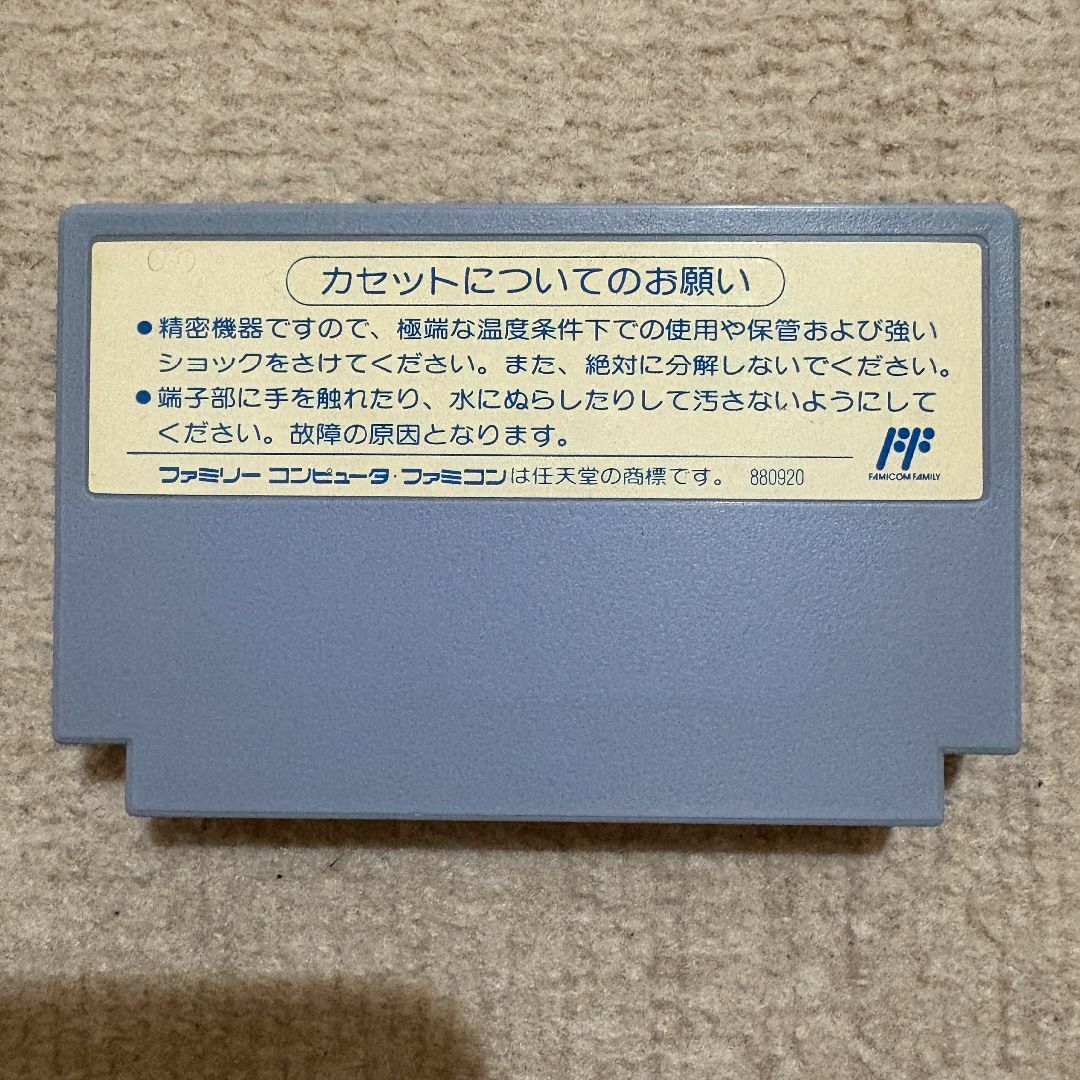 カセットについてのお願い
●精密機器ですので、極端な温度条件下での使用や保管および強い
ショックをさけてください。また、絶対に分解しないでください。
●端子部に手を触れたり、水にぬらしたりして汚さないようにして
ください。故障の原因となります。
ファミリー コンピュータ・ファミコンは任天堂の商標です。 880920
FAMICOM FAMILY